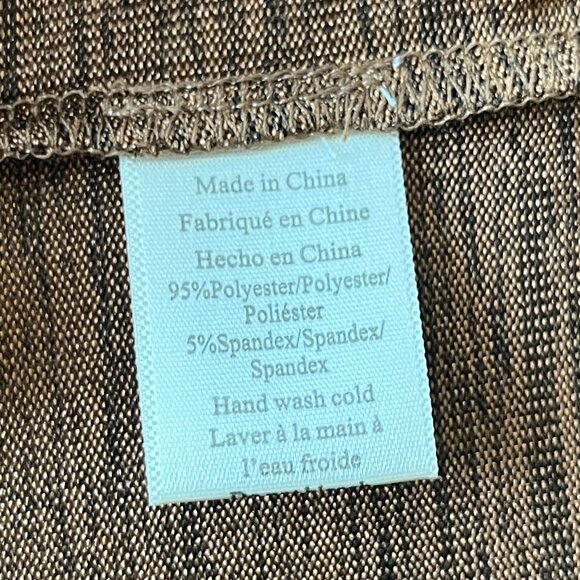 Made in China
Fabriqué en Chine
Hecho en China
95%Polyester/Polyester/
Poliéster
5%Spandex/Spandex/
Spandex
Hand wash cold
Laver à la main à
l'eau froide